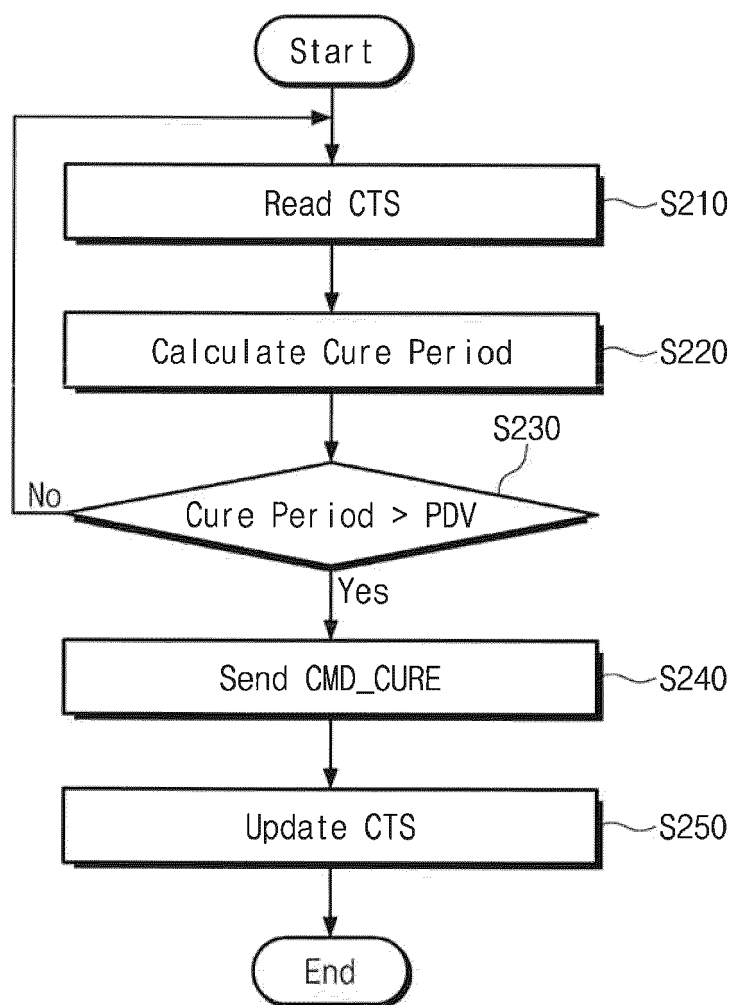 Start
Read CTS
S210
Calculate Cure Period
S220
S230
No
Cure Period > PDV
Yes
Send CMD_CURE
S240
Update CTS
S250
End